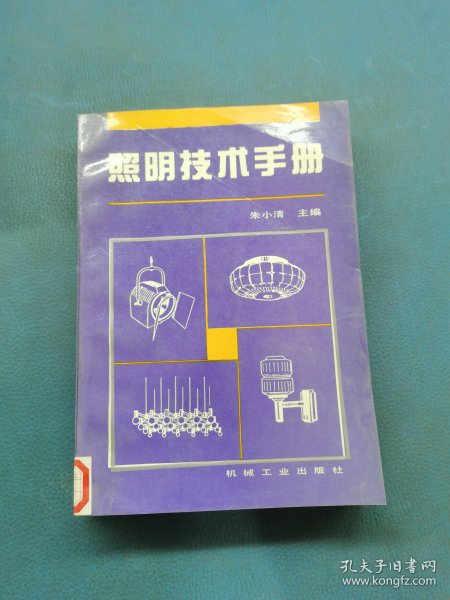 照明技术手册
朱小清 主编
机械工业出版社
孔夫子旧书网
www.kongfz.com